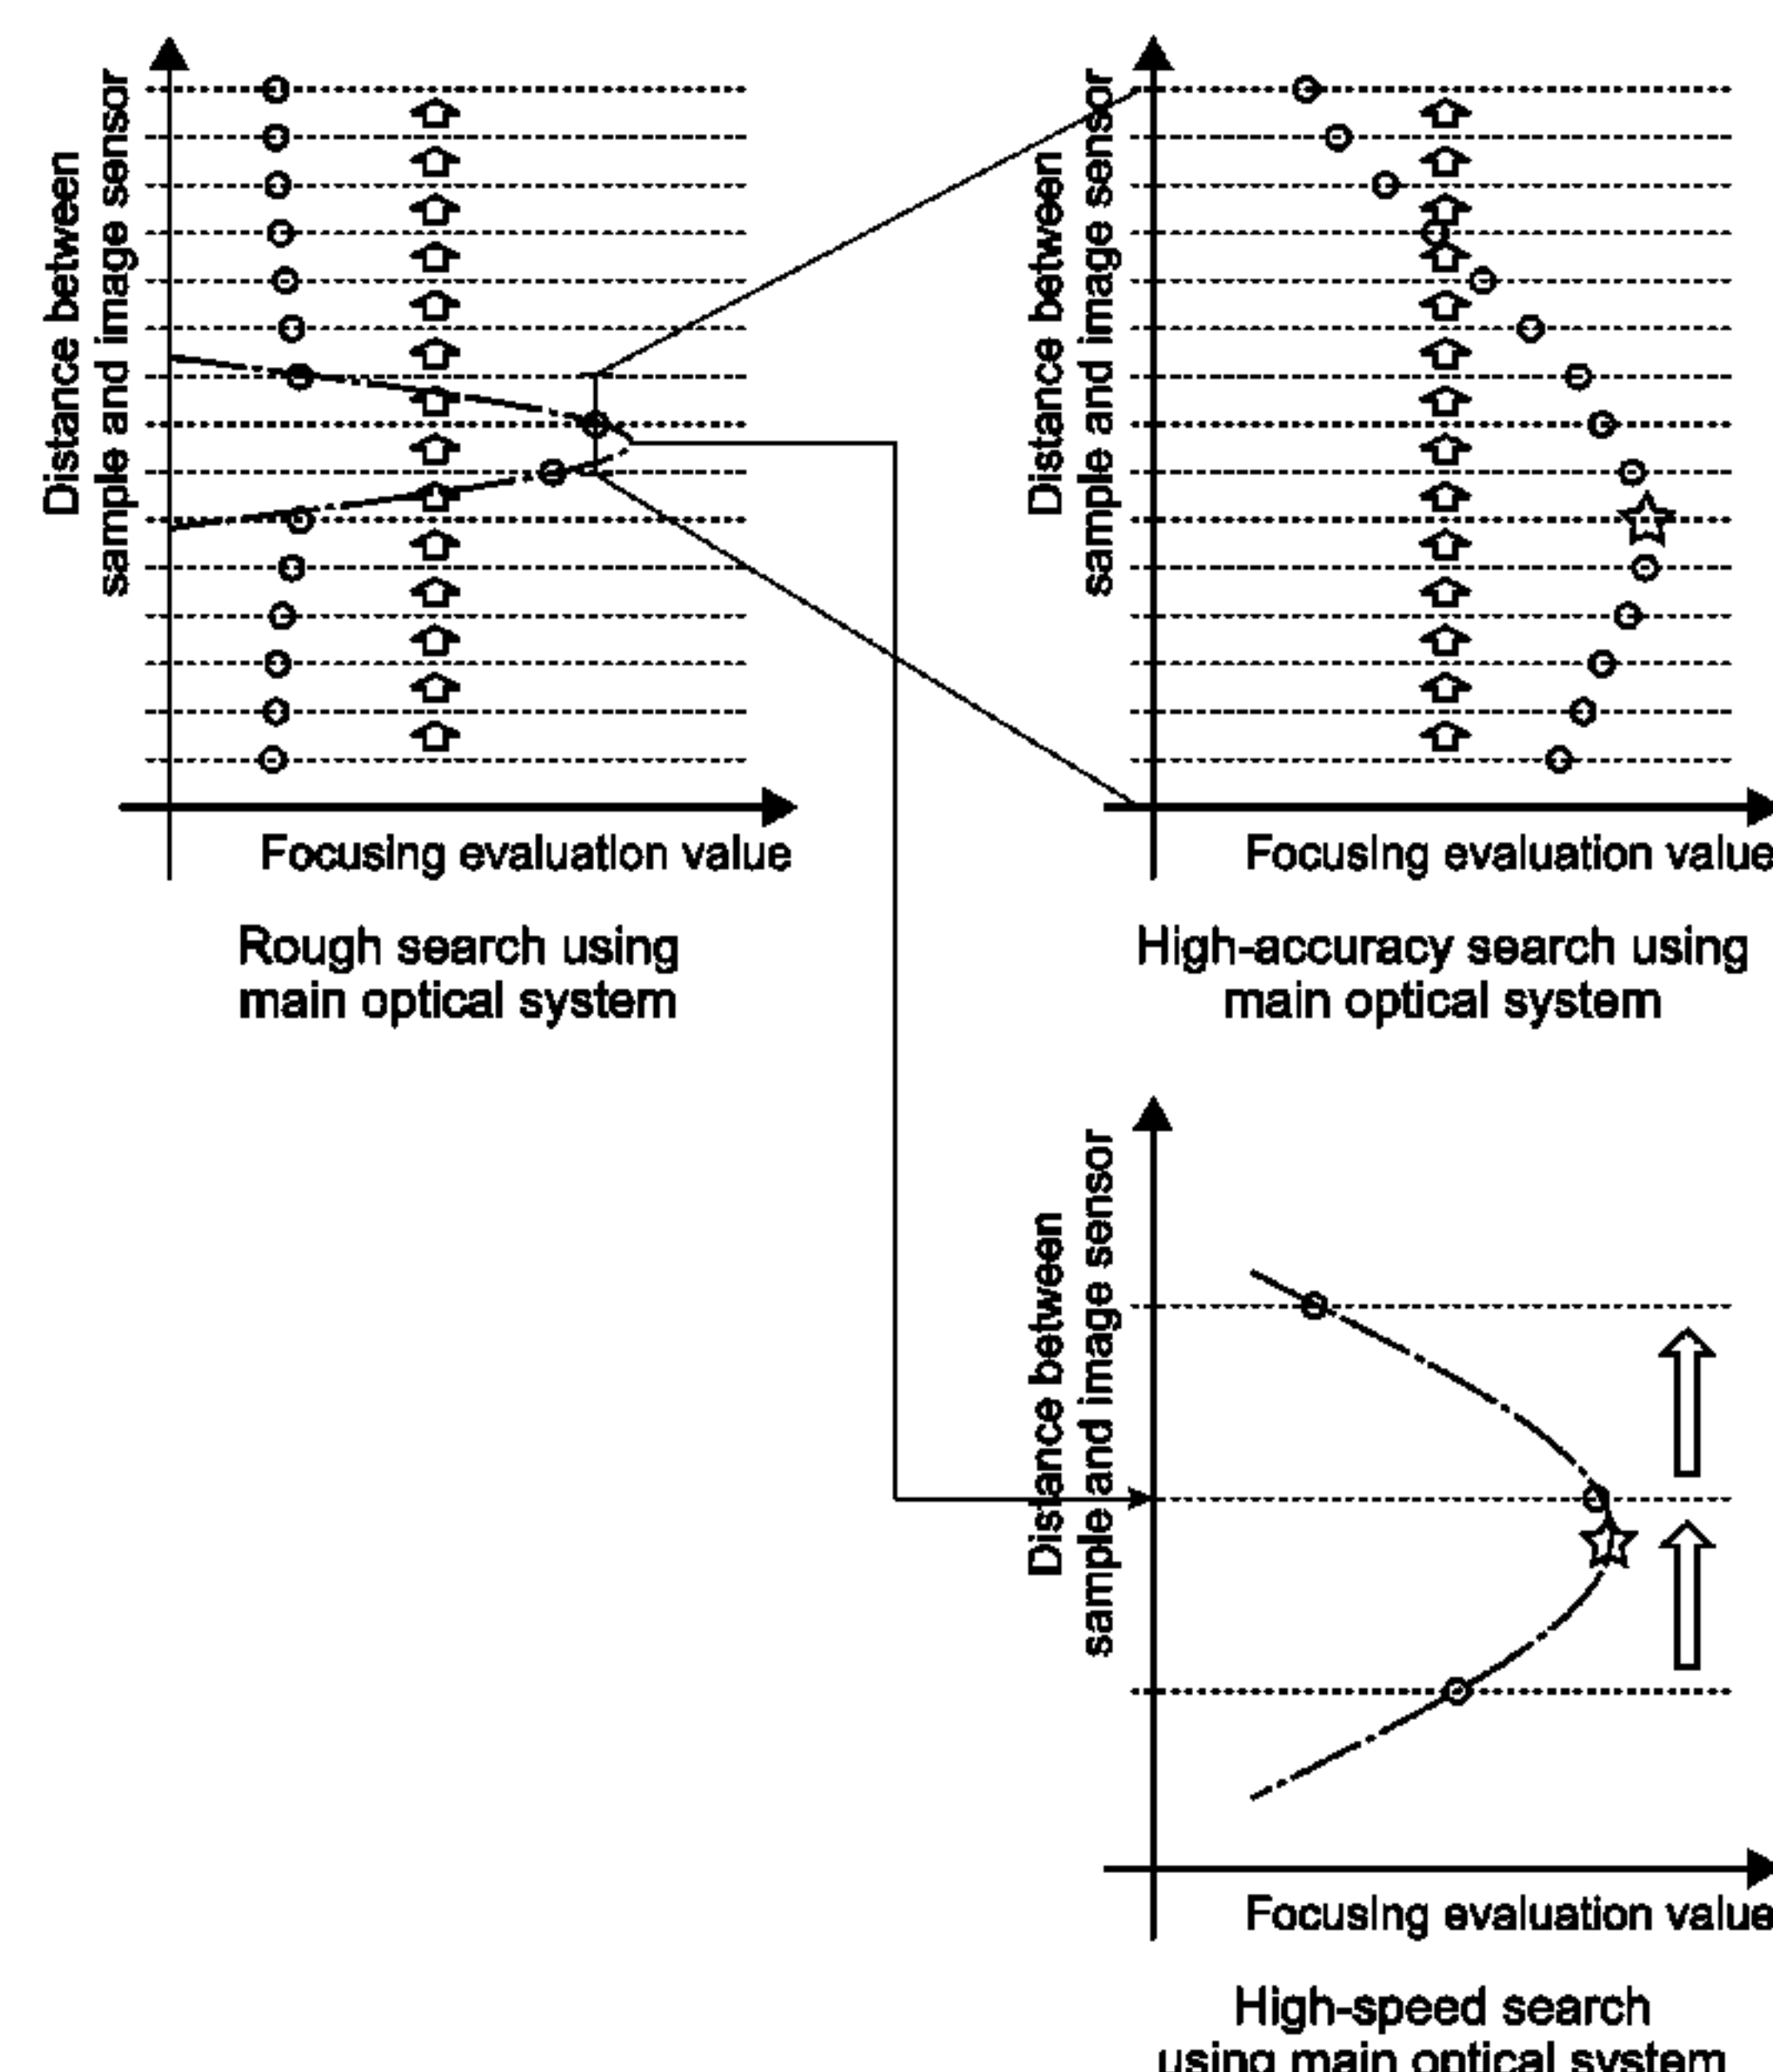 Distance between
sample and image sensor
Focusing evaluation value
Rough search using
main optical system
Distance between
sample and image sensor
Focusing evaluation value
High-accuracy search using
main optical system
Distance between
sample and image sensor
Focusing evaluation value
High-speed search
using main optical system